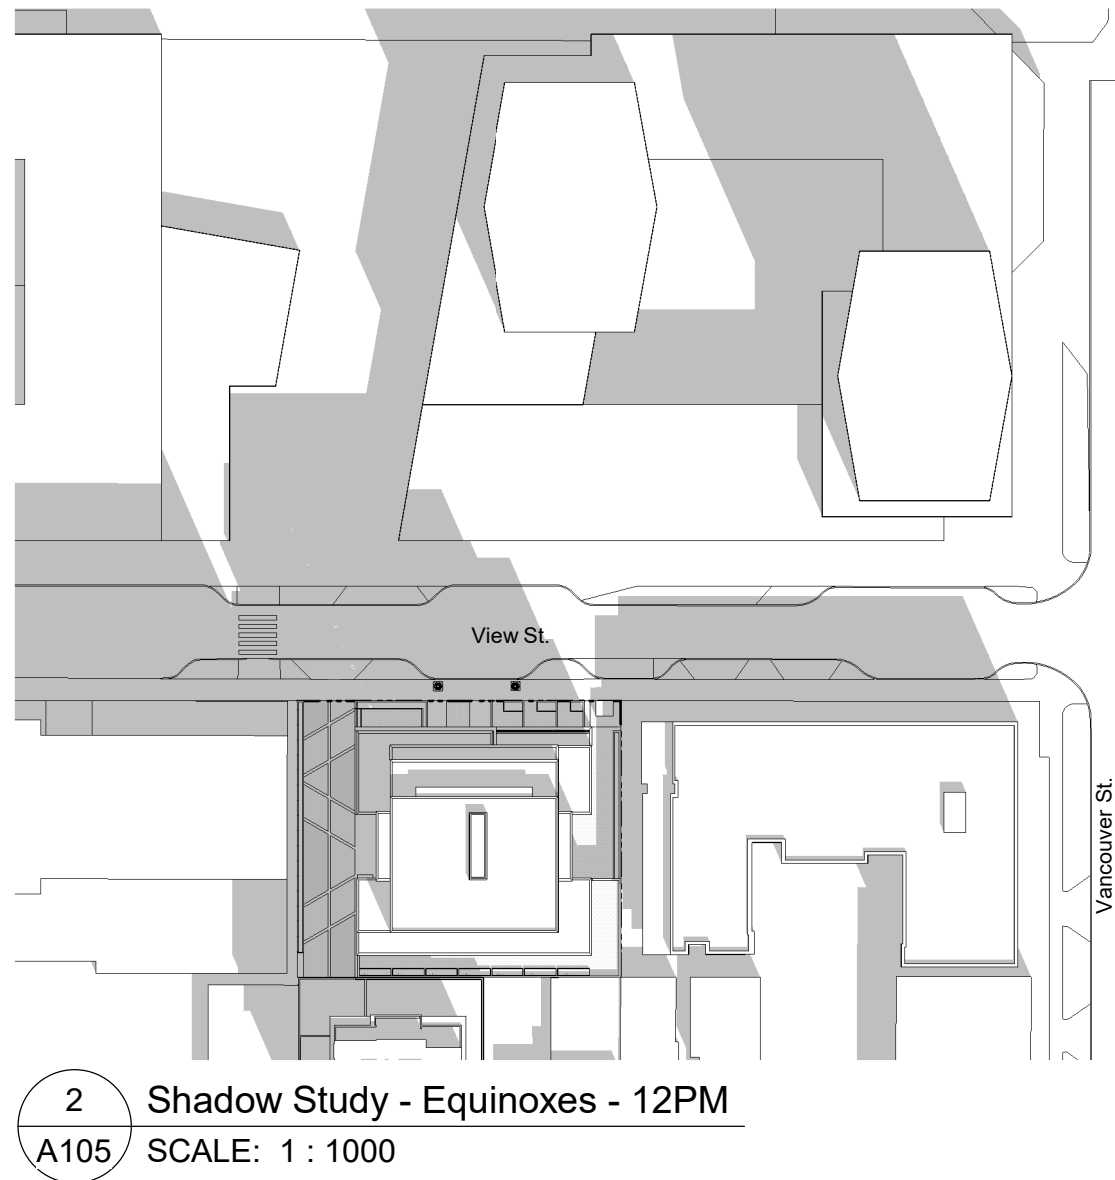 View St.
Vancouver St.
2
Shadow Study - Equinoxes - 12PM
A105
SCALE: 1 : 1000